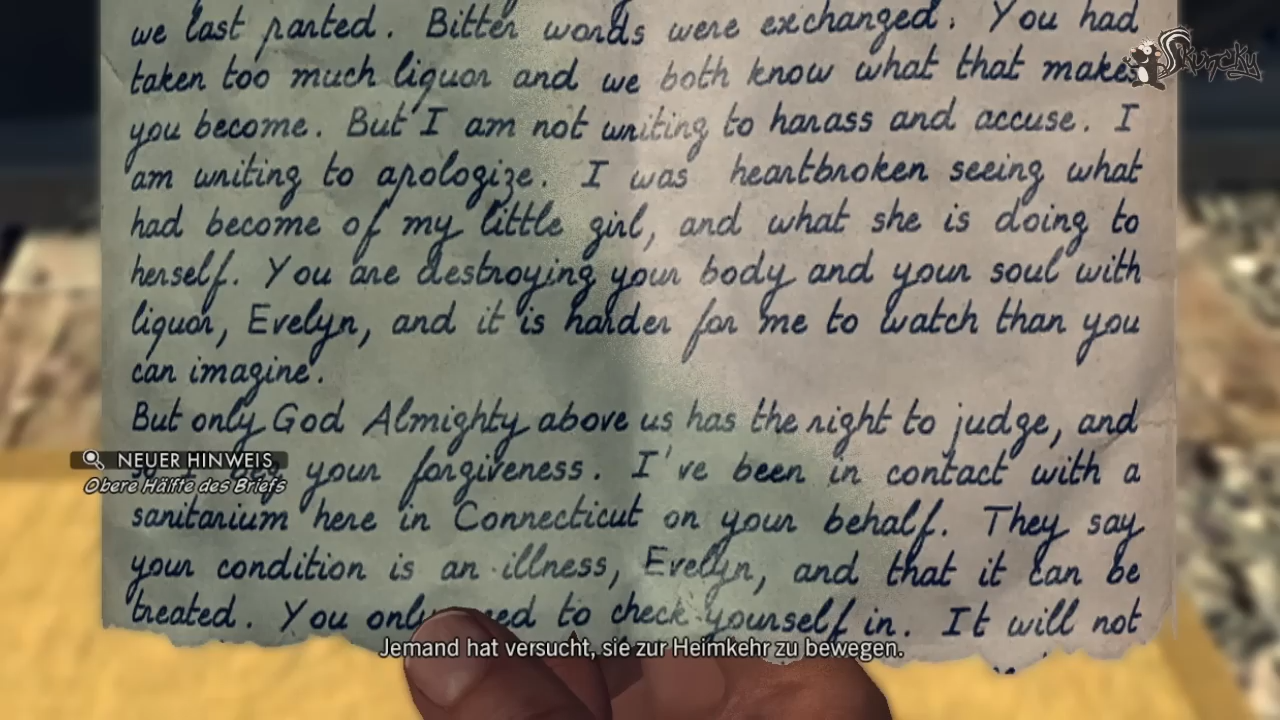 we last parted. Bitter words were exchanged. You had
Skuncky
taken too much liquor and we both know what that makes
you become. But I am not writing to harass and accuse. I
am writing to apologize. I was heartbroken seeing what
had become of my little girl, and what she is doing to
herself. You are destroying your body and your soul with
liquor, Evelyn, and it is harder for me to watch than you
can imagine.
But only God Almighty above us has the right to judge, and
NEUER HINWEIS
your forgiveness. I've been in contact with a
Obere Hälfte des Briefs
sanitarium here in Connecticut on your behalf. They say
your condition is an illness, Evelyn, and that it can be
treated. You only need to check yourself in. It will not
Jemand hat versucht, sie zur Heimkehr zu bewegen.